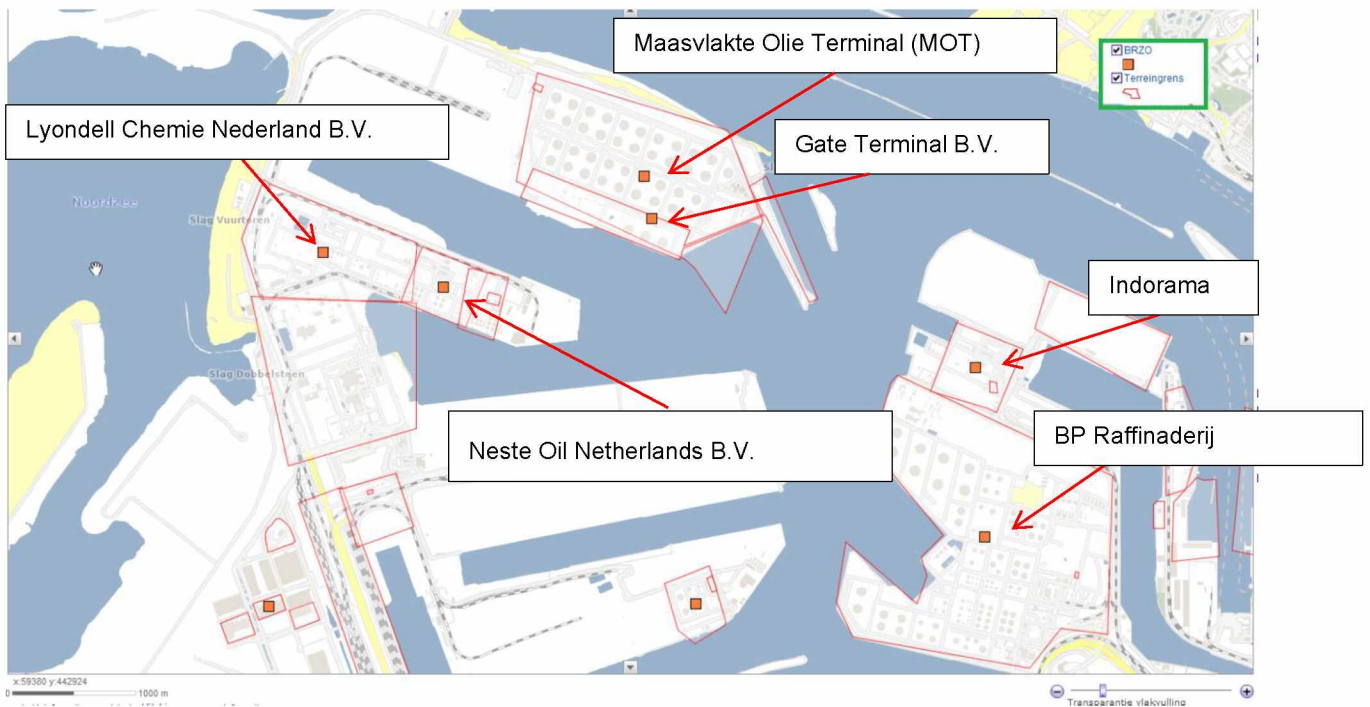 Maasvlakte Olie Terminal (MOT)
BRZO
Terreingrens
Lyondell Chemie Nederland B.V.
Gate Terminal B.V.
Noordzee
Slag Vuurtoren
Indorama
Slag Dobbelsteen
Neste Oil Netherlands B.V.
BP Raffinaderij
x:59380 y:442924
0 1000 m
Transparantie vlakvulling